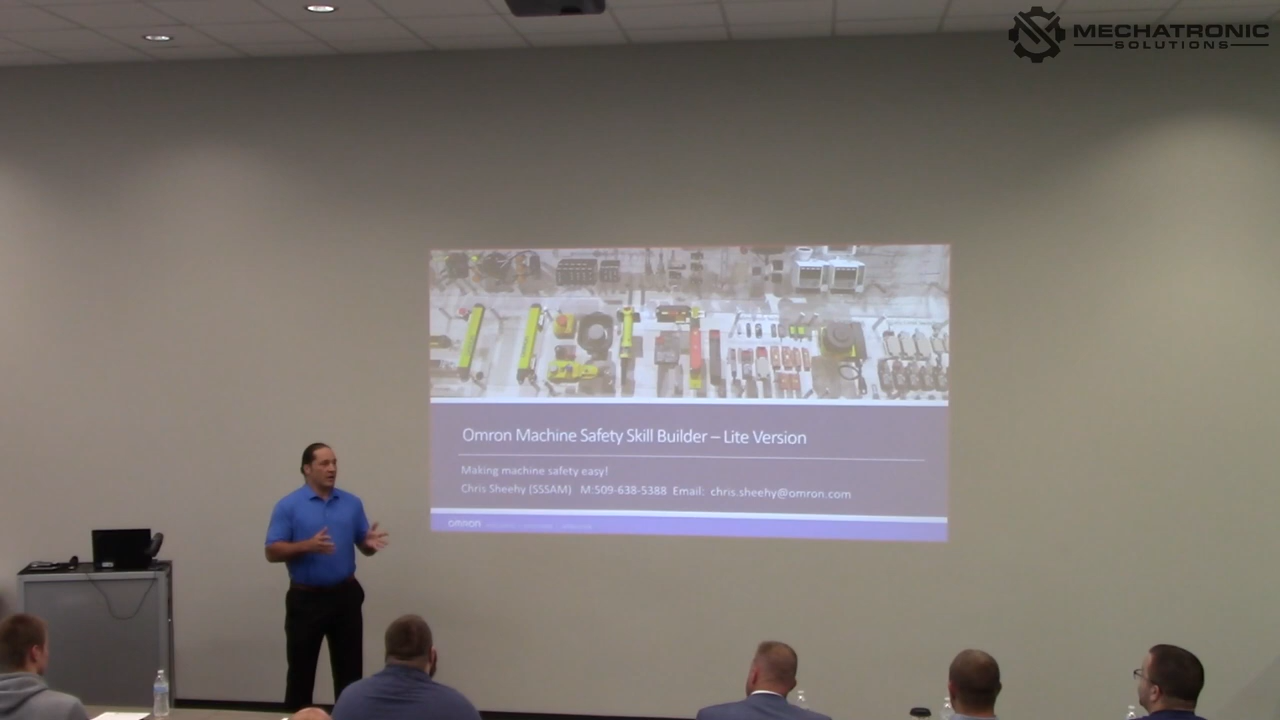 MECHATRONIC
SOLUTIONS
Omron Machine Safety Skill Builder – Lite Version
Making machine safety easy!
Chris Sheehy (SSSAM) M:509-638-5388 Email: chris.sheehy@omron.com
OMRON